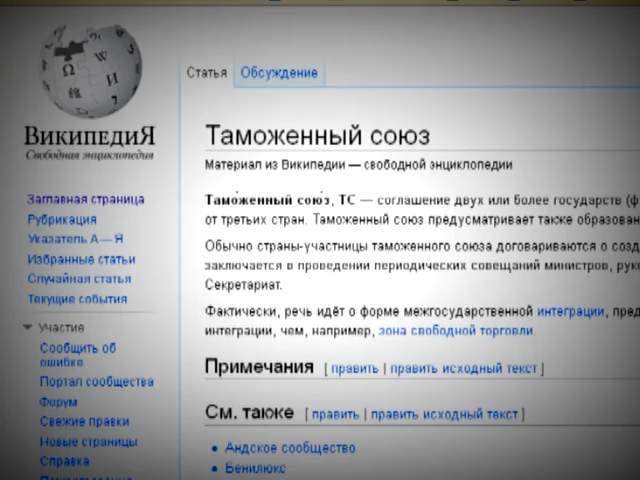 ВикипедиЯ
Свободная энциклопедия
Заглавная страница
Рубрикация
Указатель А — Я
Избранные статьи
Случайная статья
Текущие события
Участие
Сообщить об
ошибке
Портал сообщества
Форум
Свежие правки
Новые страницы
Справка
Статья Обсуждение
Таможенный союз
Материал из Википедии — свободной энциклопедии
Тамо́женный сою́з, ТС — соглашение двух или более государств (ф
от третьих стран. Таможенный союз предусматривает также образован
Обычно страны-участницы таможенного союза договариваются о созд
заключается в проведении периодических совещаний министров, рук
Секретариат.
Фактически, речь идёт о форме межгосударственной интеграции, пред
интеграции, чем, например, зона свободной торговли.
Примечания [ править | править исходный текст ]
См. также [ править | править исходный текст ]
Андское сообщество
Бенилюкс